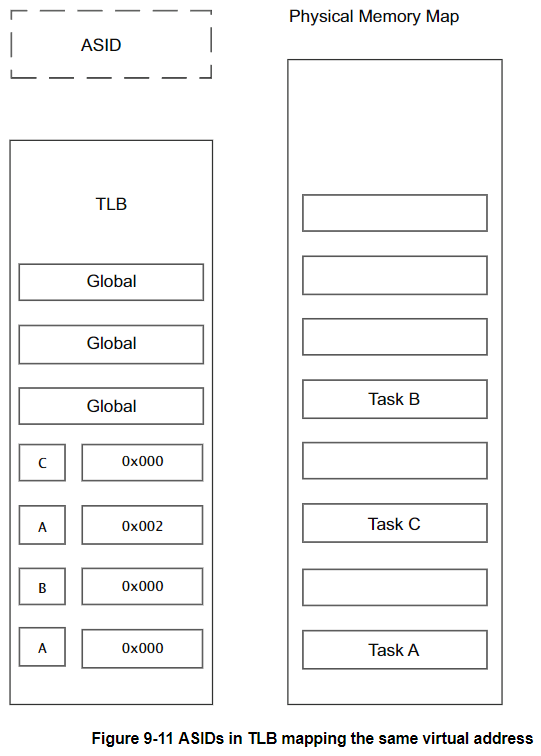 ASID
Physical Memory Map
TLB
Global
Global
Global
C 0x000
A 0x002
B 0x000
A 0x000
Task B
Task C
Task A
Figure 9-11 ASIDs in TLB mapping the same virtual address